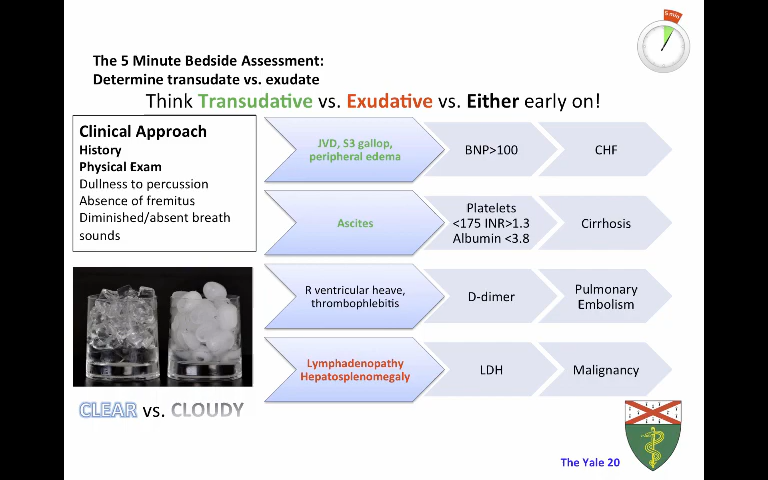 5 min
The 5 Minute Bedside Assessment:
Determine transudate vs. exudate
Think Transudative vs. Exudative vs. Either early on!
Clinical Approach
History
Physical Exam
Dullness to percussion
Absence of fremitus
Diminished/absent breath
sounds
JVD, S3 gallop,
peripheral edema
BNP>100
CHF
Ascites
Platelets
<175 INR>1.3
Albumin <3.8
Cirrhosis
R ventricular heave,
thrombophlebitis
D-dimer
Pulmonary
Embolism
Lymphadenopathy
Hepatosplenomegaly
LDH
Malignancy
CLEAR vs. CLOUDY
The Yale 20